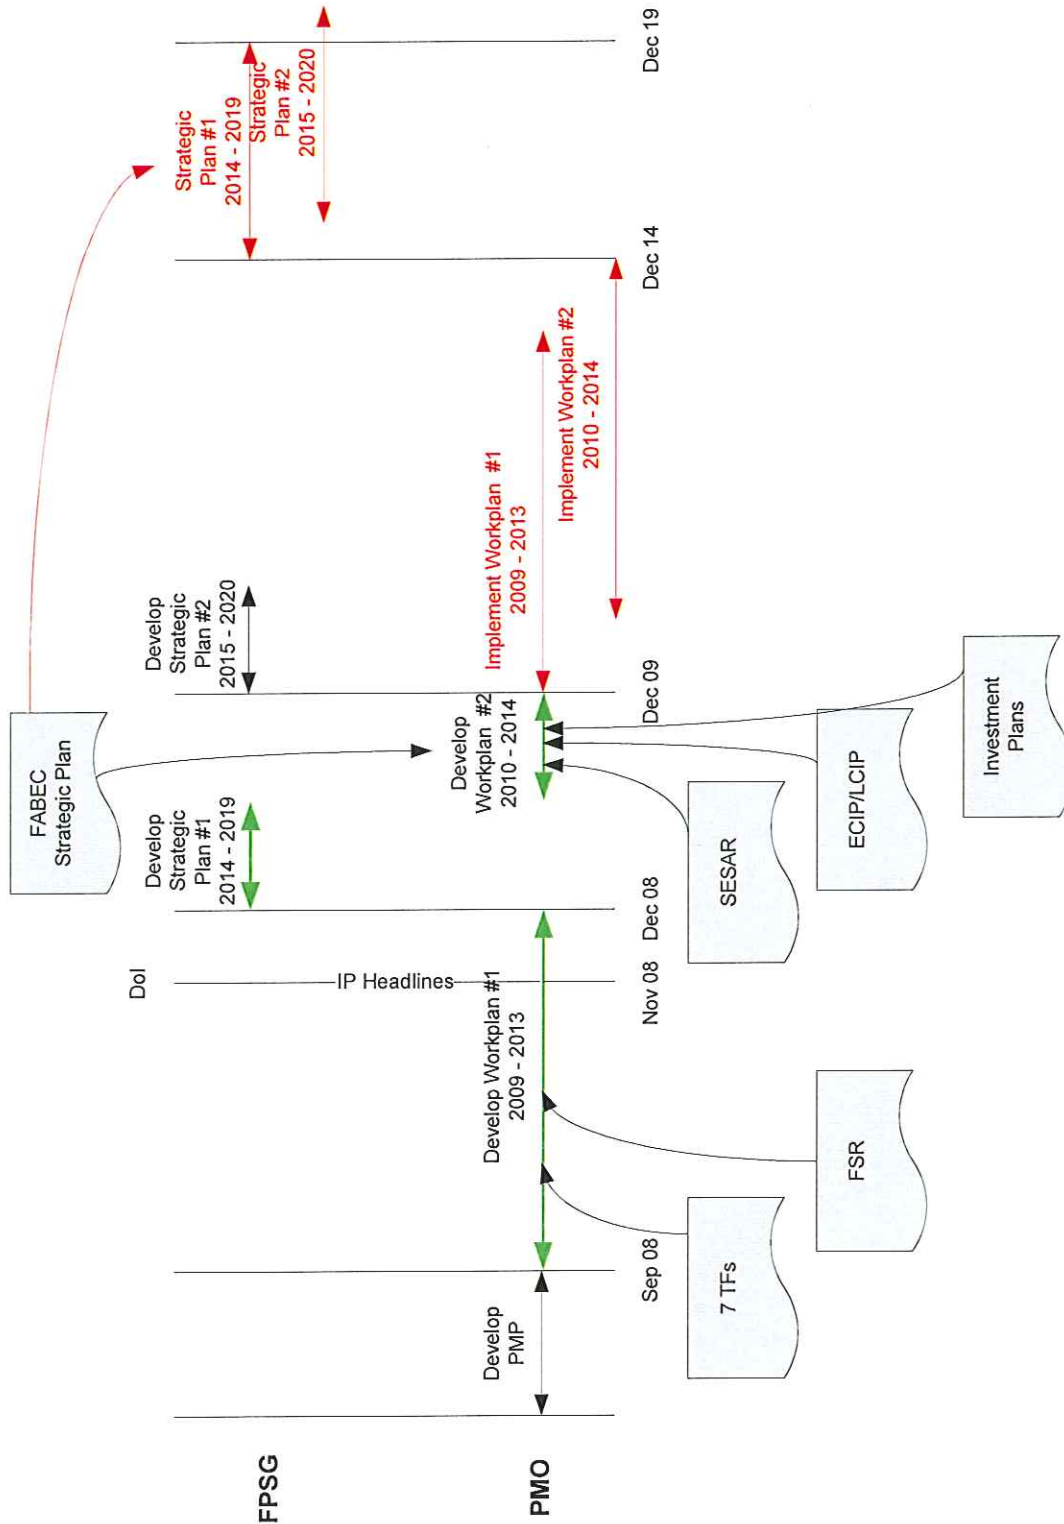 FABEC
Strategic Plan
DoI
Develop
Strategic
Plan #1
2014 - 2019
Develop
Strategic
Plan #2
2015 - 2020
Strategic
Plan #1
2014 - 2019
Strategic
Plan #2
2015 - 2020
FPSG
IP Headlines
PMO
Develop
PMP
Develop Workplan #1
2009 - 2013
Develop
Workplan #2
2010 - 2014
Implement Workplan #1
2009 - 2013
Implement Workplan #2
2010 - 2014
Sep 08
Nov 08
Dec 08
Dec 09
Dec 14
Dec 19
7 TFs
FSR
SESAR
ECIP/LCIP
Investment
Plans